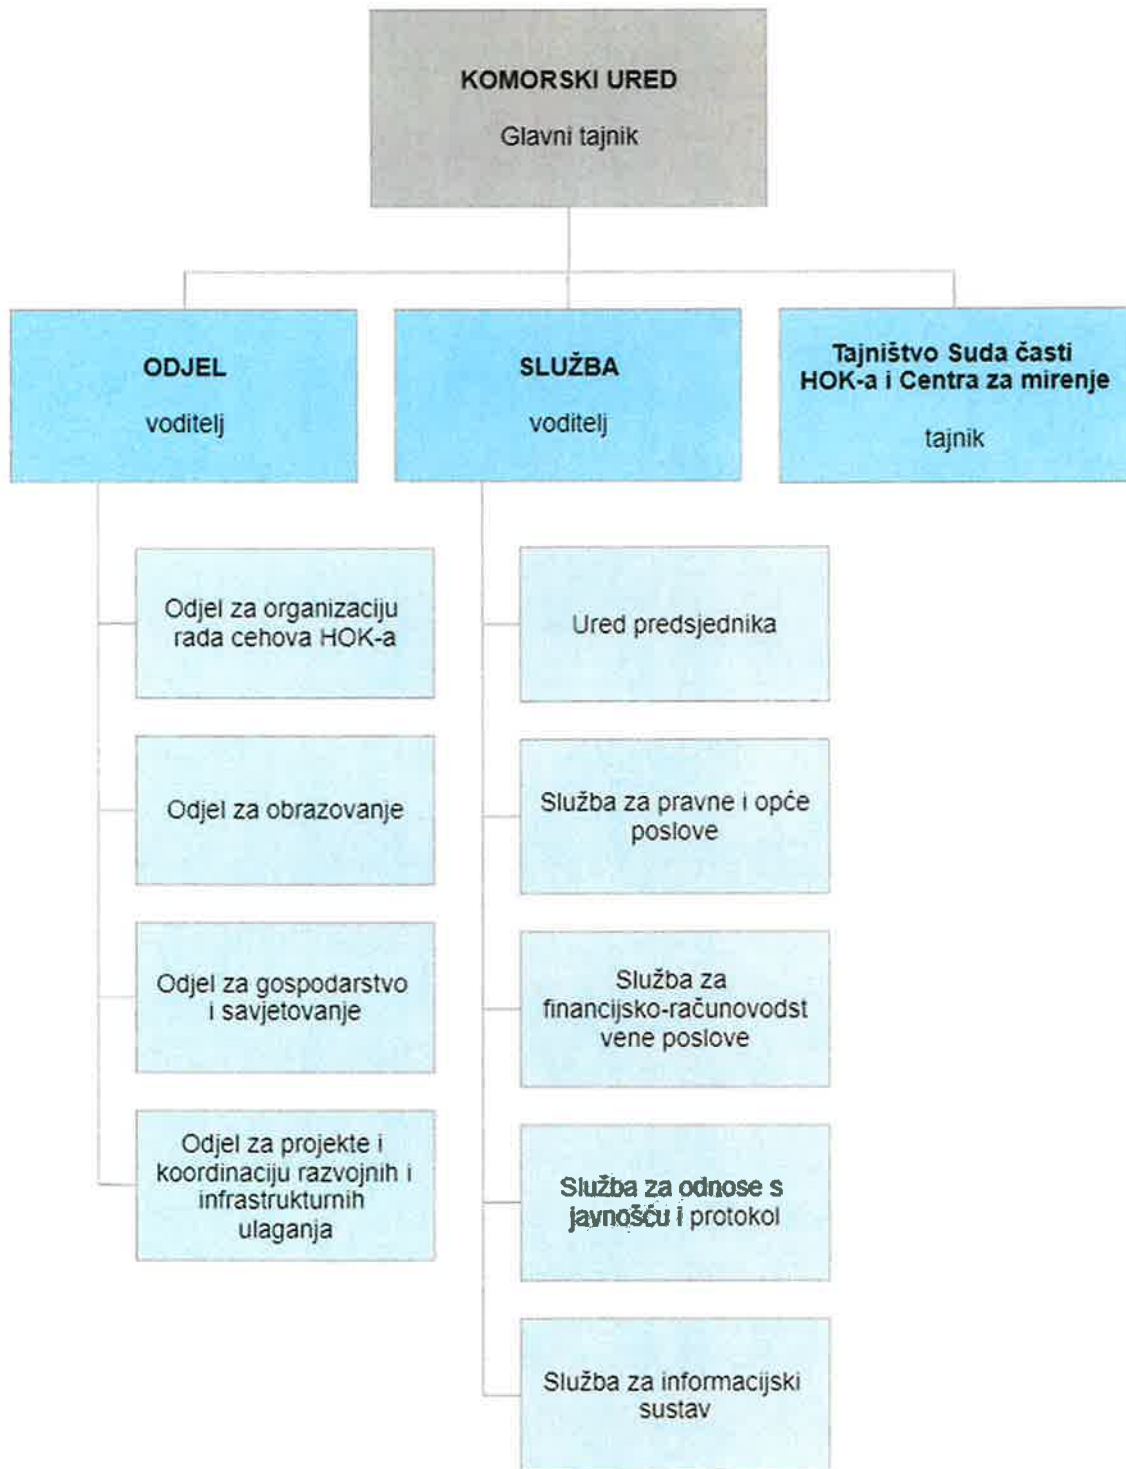 KOMORSKI URED
Glavni tajnik
ODJEL
voditelj
SLUŽBA
voditelj
Tajništvo Suda časti
HOK-a i Centra za mirenje
tajnik
Odjel za organizaciju
rada cehova HOK-a
Odjel za obrazovanje
Odjel za gospodarstvo
i savjetovanje
Odjel za projekte i
koordinaciju razvojnih i
infrastrukturnih
ulaganja
Ured predsjednika
Služba za pravne i opće
poslove
Služba za
financijsko-računovodst
vene poslove
Služba za odnose s
javnošću i protokol
Služba za informacijski
sustav